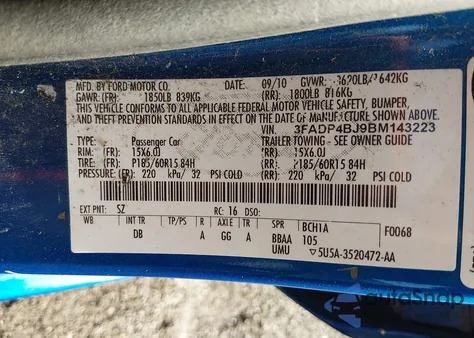 MFD. BY FORD MOTOR CO. DATE: 09/10 GVWR: 3620LB/1642KG
GAWR: (FR): 1850LB 839KG (RR): 1800LB 816KG
THIS VEHICLE CONFORMS TO ALL APPLICABLE FEDERAL
MOTOR VEHICLE SAFETY, BUMPER,
AND THEFT PREVENTION STANDARDS IN EFFECT ON THE DATE OF MANUFACTURE SHOWN ABOVE.
VIN: 3FADP4BJ9BM143223
TYPE: Passenger Car TRAILER TOWING - SEE OWNER GUIDE
RIM: (FR) 15X6.0J (RR): 15X6.0J
TIRE: P185/60R15 84H P185/60R15 84H
PRESSURE: (FR) 220 kPa/ 32 PSI COLD (RR): 220 kPa/ 32 PSI COLD
EXT PNT: SZ RC: 16 DSO:
WB INT TR TP/PS R AXLE TR SPR BCH1A F0068
DB A GG A BBAA 105
UMU ▽5U5A-3520472-AA
AutoSnap